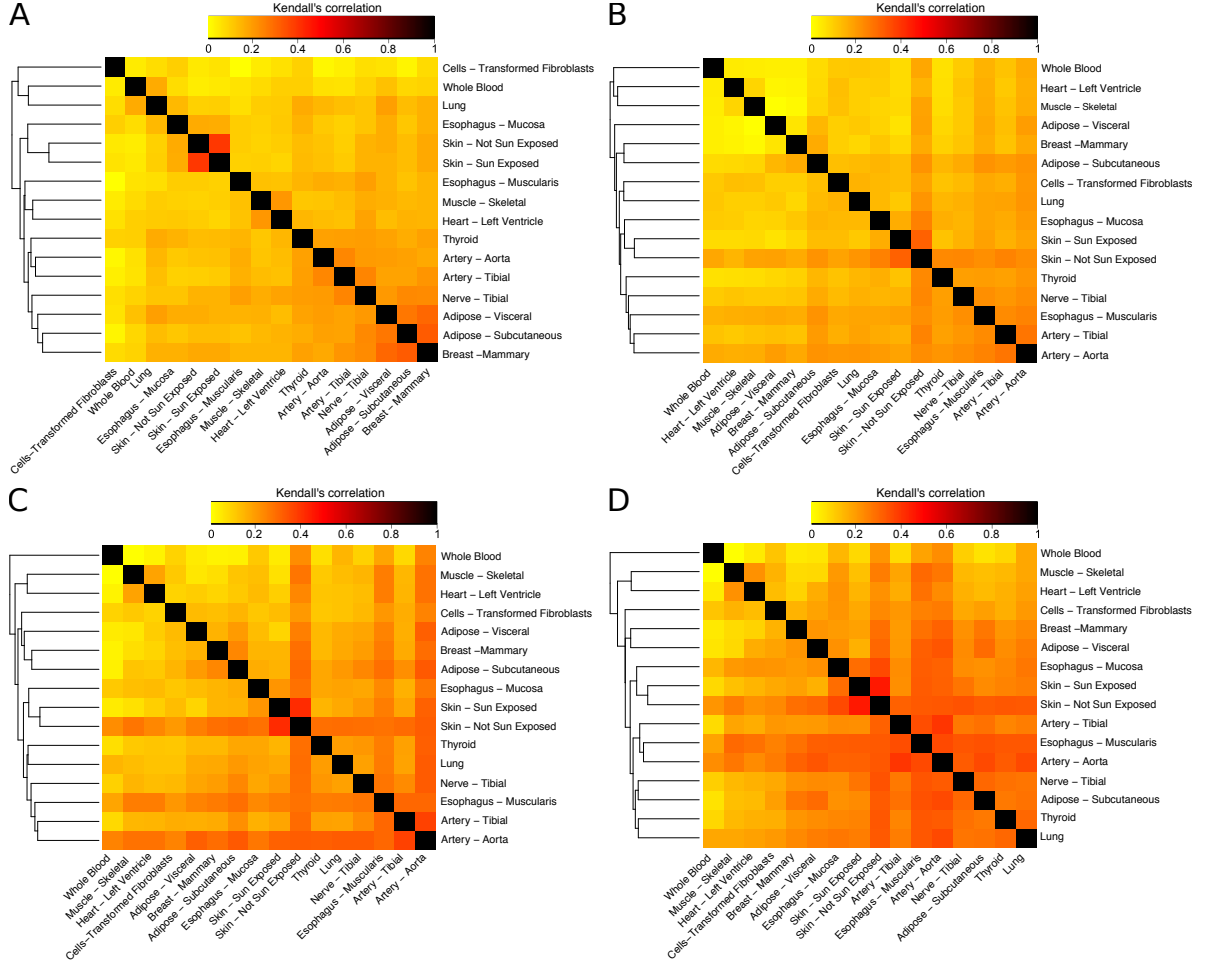 A
Kendall's correlation
0 0.2 0.4 0.6 0.8 1
Cells – Transformed Fibroblasts
Whole Blood
Lung
Esophagus – Mucosa
Skin – Not Sun Exposed
Skin – Sun Exposed
Esophagus – Muscularis
Muscle – Skeletal
Heart – Left Ventricle
Thyroid
Artery – Aorta
Artery – Tibial
Nerve – Tibial
Adipose – Visceral
Adipose – Subcutaneous
Breast –Mammary
Cells–Transformed Fibroblasts
Whole Blood
Lung
Esophagus – Mucosa
Skin – Not Sun Exposed
Skin – Sun Exposed
Esophagus – Muscularis
Muscle – Skeletal
Heart – Left Ventricle
Thyroid
Artery – Aorta
Artery – Tibial
Nerve – Tibial
Adipose – Visceral
Adipose – Subcutaneous
Breast – Mammary
B
Kendall's correlation
0 0.2 0.4 0.6 0.8 1
Whole Blood
Heart – Left Ventricle
Muscle – Skeletal
Adipose – Visceral
Breast –Mammary
Adipose – Subcutaneous
Cells – Transformed Fibroblasts
Lung
Esophagus – Mucosa
Skin – Sun Exposed
Skin – Not Sun Exposed
Thyroid
Nerve – Tibial
Esophagus – Muscularis
Artery – Tibial
Artery – Aorta
Whole Blood
Heart – Left Ventricle
Muscle – Skeletal
Adipose – Visceral
Breast – Mammary
Adipose – Subcutaneous
Cells–Transformed Fibroblasts
Lung
Esophagus – Mucosa
Skin – Sun Exposed
Skin – Not Sun Exposed
Thyroid
Nerve – Tibial
Esophagus – Muscularis
Artery – Tibial
Artery – Aorta
C
Kendall's correlation
0 0.2 0.4 0.6 0.8 1
Whole Blood
Muscle – Skeletal
Heart – Left Ventricle
Cells – Transformed Fibroblasts
Adipose – Visceral
Breast –Mammary
Adipose – Subcutaneous
Esophagus – Mucosa
Skin – Sun Exposed
Skin – Not Sun Exposed
Thyroid
Lung
Nerve – Tibial
Esophagus – Muscularis
Artery – Tibial
Artery – Aorta
Whole Blood
Muscle – Skeletal
Heart – Left Ventricle
Cells–Transformed Fibroblasts
Adipose – Visceral
Breast – Mammary
Adipose – Subcutaneous
Esophagus – Mucosa
Skin – Sun Exposed
Skin – Not Sun Exposed
Thyroid
Lung
Nerve – Tibial
Esophagus – Muscularis
Artery – Tibial
Artery – Aorta
D
Kendall's correlation
0 0.2 0.4 0.6 0.8 1
Whole Blood
Muscle – Skeletal
Heart – Left Ventricle
Cells – Transformed Fibroblasts
Breast –Mammary
Adipose – Visceral
Esophagus – Mucosa
Skin – Sun Exposed
Skin – Not Sun Exposed
Artery – Tibial
Esophagus – Muscularis
Artery – Aorta
Nerve – Tibial
Adipose – Subcutaneous
Thyroid
Lung
Whole Blood
Muscle – Skeletal
Heart – Left Ventricle
Cells–Transformed Fibroblasts
Breast – Mammary
Adipose – Visceral
Esophagus – Mucosa
Skin – Sun Exposed
Skin – Not Sun Exposed
Artery – Tibial
Esophagus – Muscularis
Artery – Aorta
Nerve – Tibial
Adipose – Subcutaneous
Thyroid
Lung